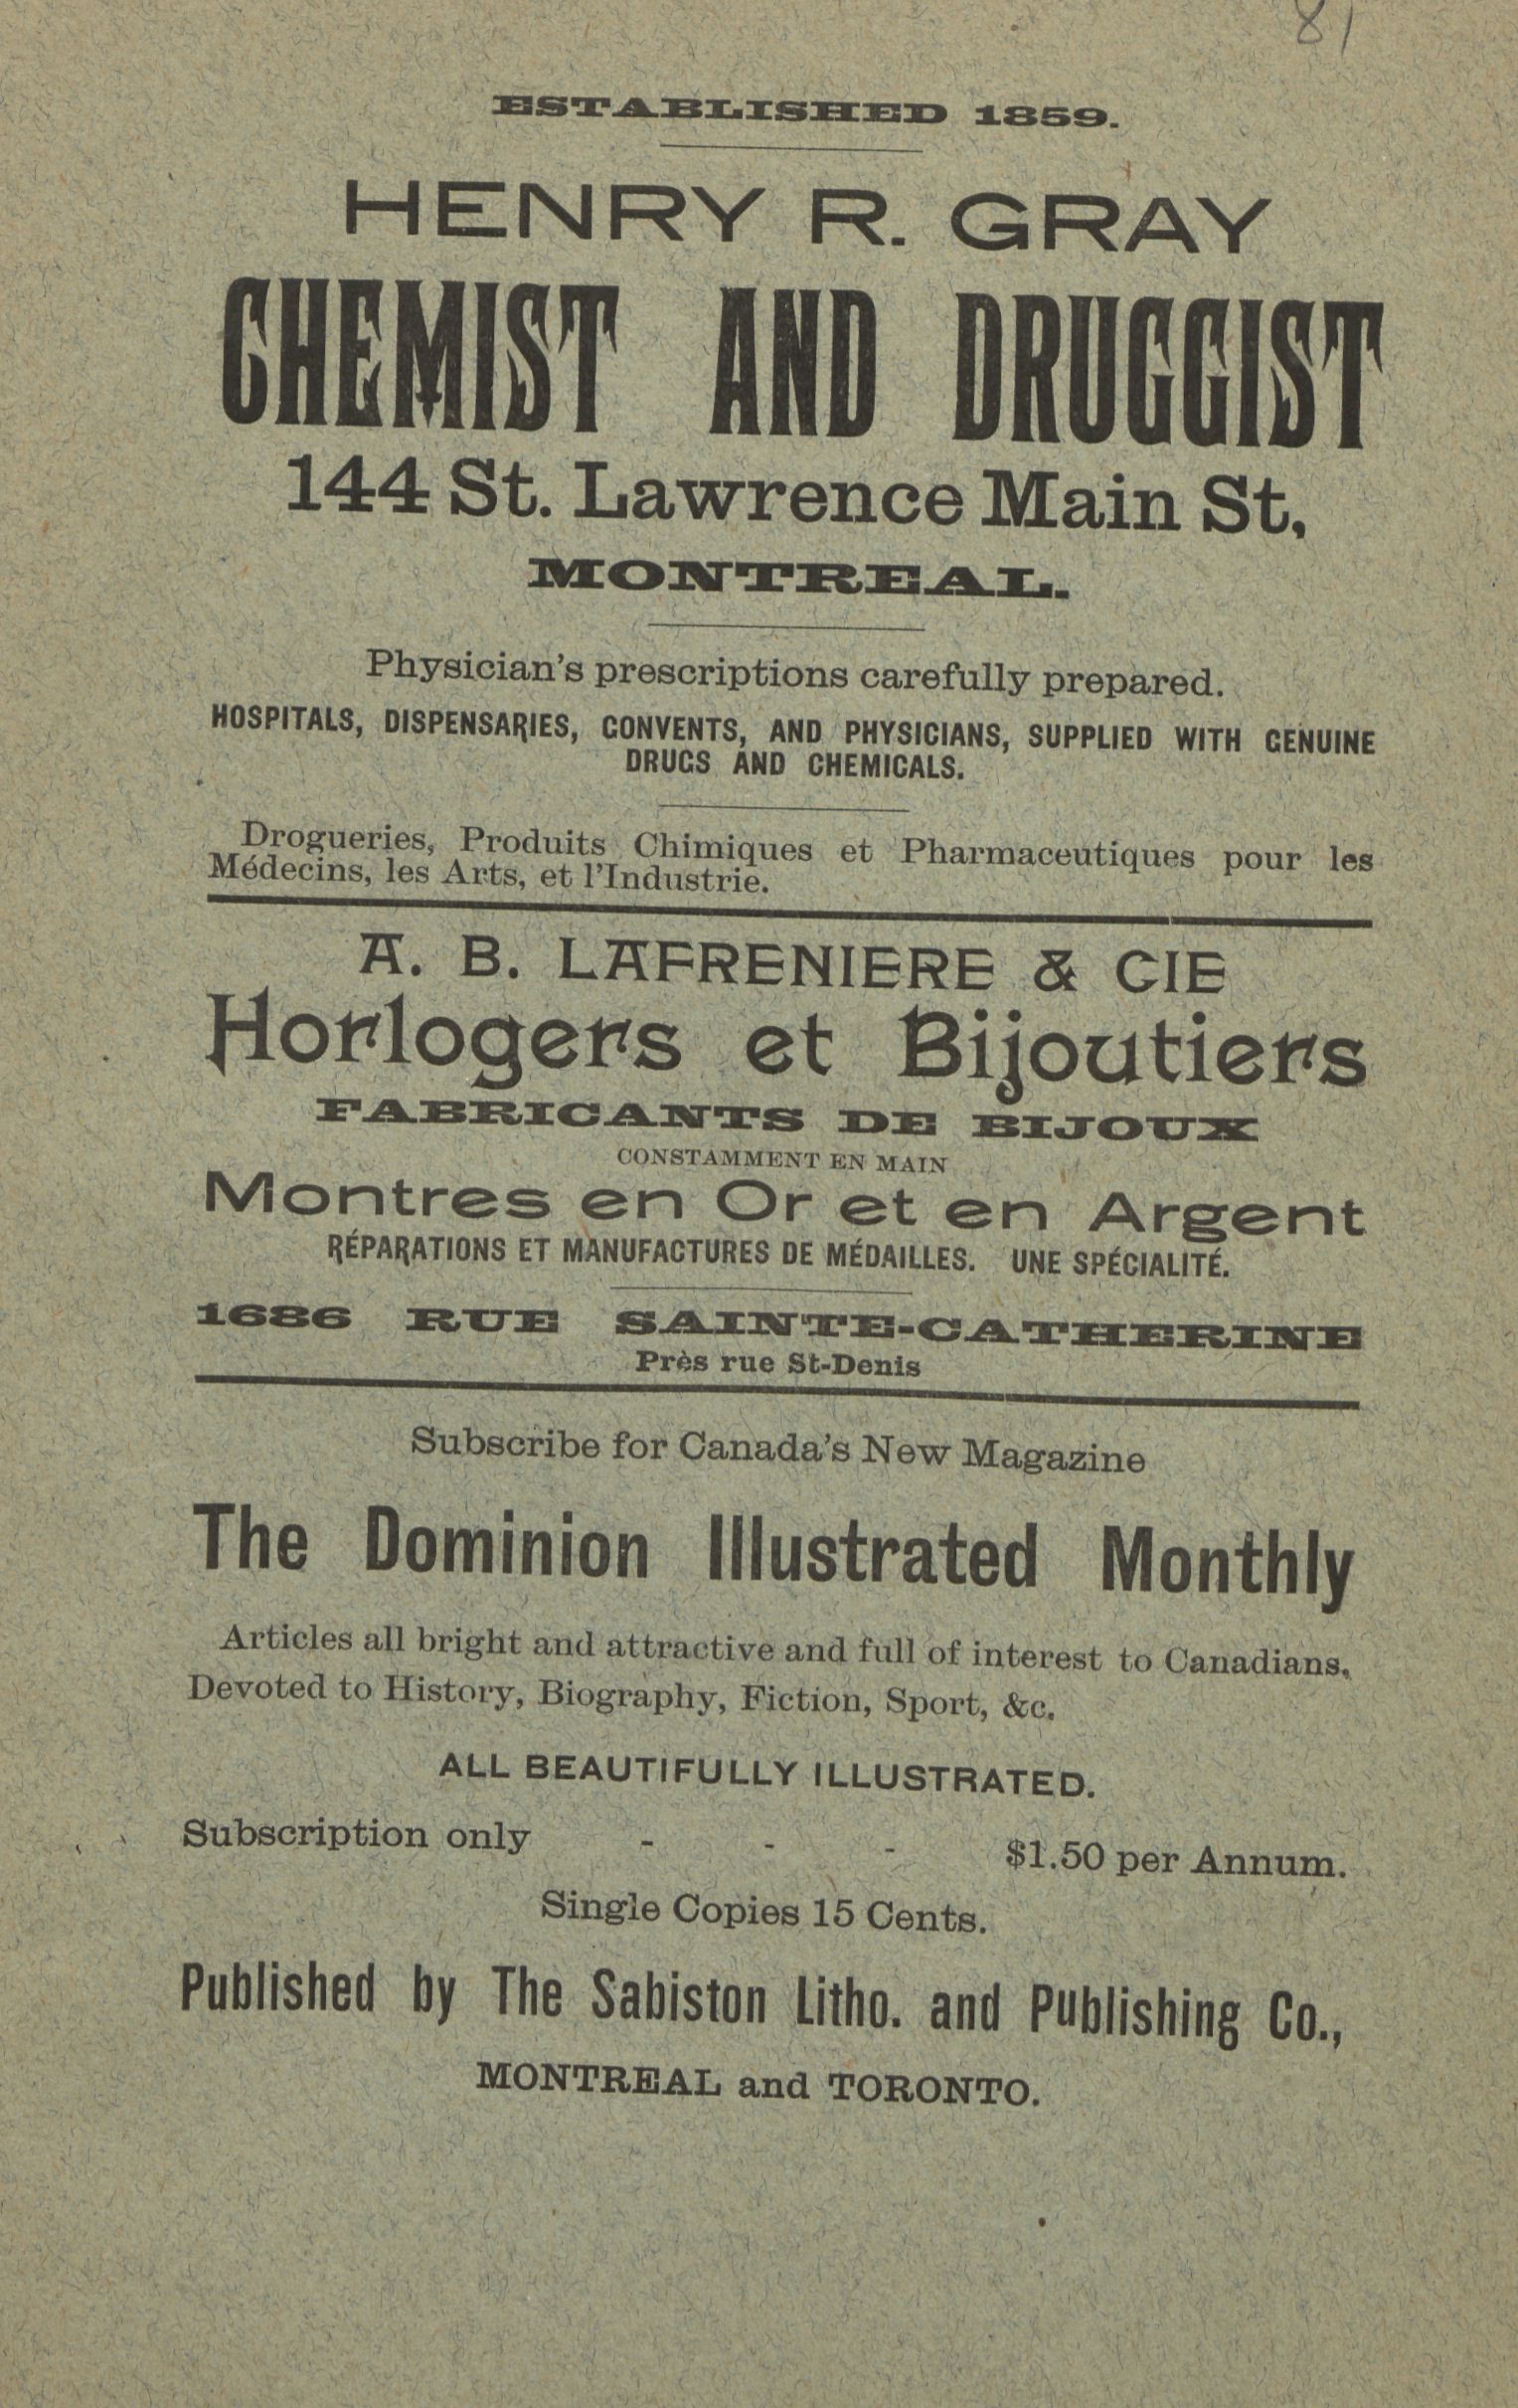 81
ESTABLISHED 1859.
HENRY R. GRAY
CHEMIST AND DRUGGIST
144 St. Lawrence Main St,
MONTREAL.
Physician's prescriptions carefully prepared.
HOSPITALS, DISPENSARIES, CONVENTS, AND PHYSICIANS, SUPPLIED WITH GENUINE
DRUGS AND CHEMICALS.
Drogueries, Produits Chimiques et Pharmaceutiques pour les
Médecins, les Arts, et l'Industrie.
A. B. LAFRENIERE & CIE
Horlogers et Bijoutiers
FABRICANTS DE BIJOUX
CONSTAMMENT EN MAIN
Montres en Or et en Argent
RÉPARATIONS ET MANUFACTURES DE MÉDAILLES. UNE SPÉCIALITÉ.
1686 RUE SAINTE-CATHERINE
Près rue St-Denis
Subscribe for Canada's New Magazine
The Dominion Illustrated Monthly
Articles all bright and attractive and full of interest to Canadians.
Devoted to History, Biography, Fiction, Sport, &c.
ALL BEAUTIFULLY ILLUSTRATED.
Subscription only - - - $1.50 per Annum.
Single Copies 15 Cents.
Published by The Sabiston Litho. and Publishing Co.,
MONTREAL and TORONTO.